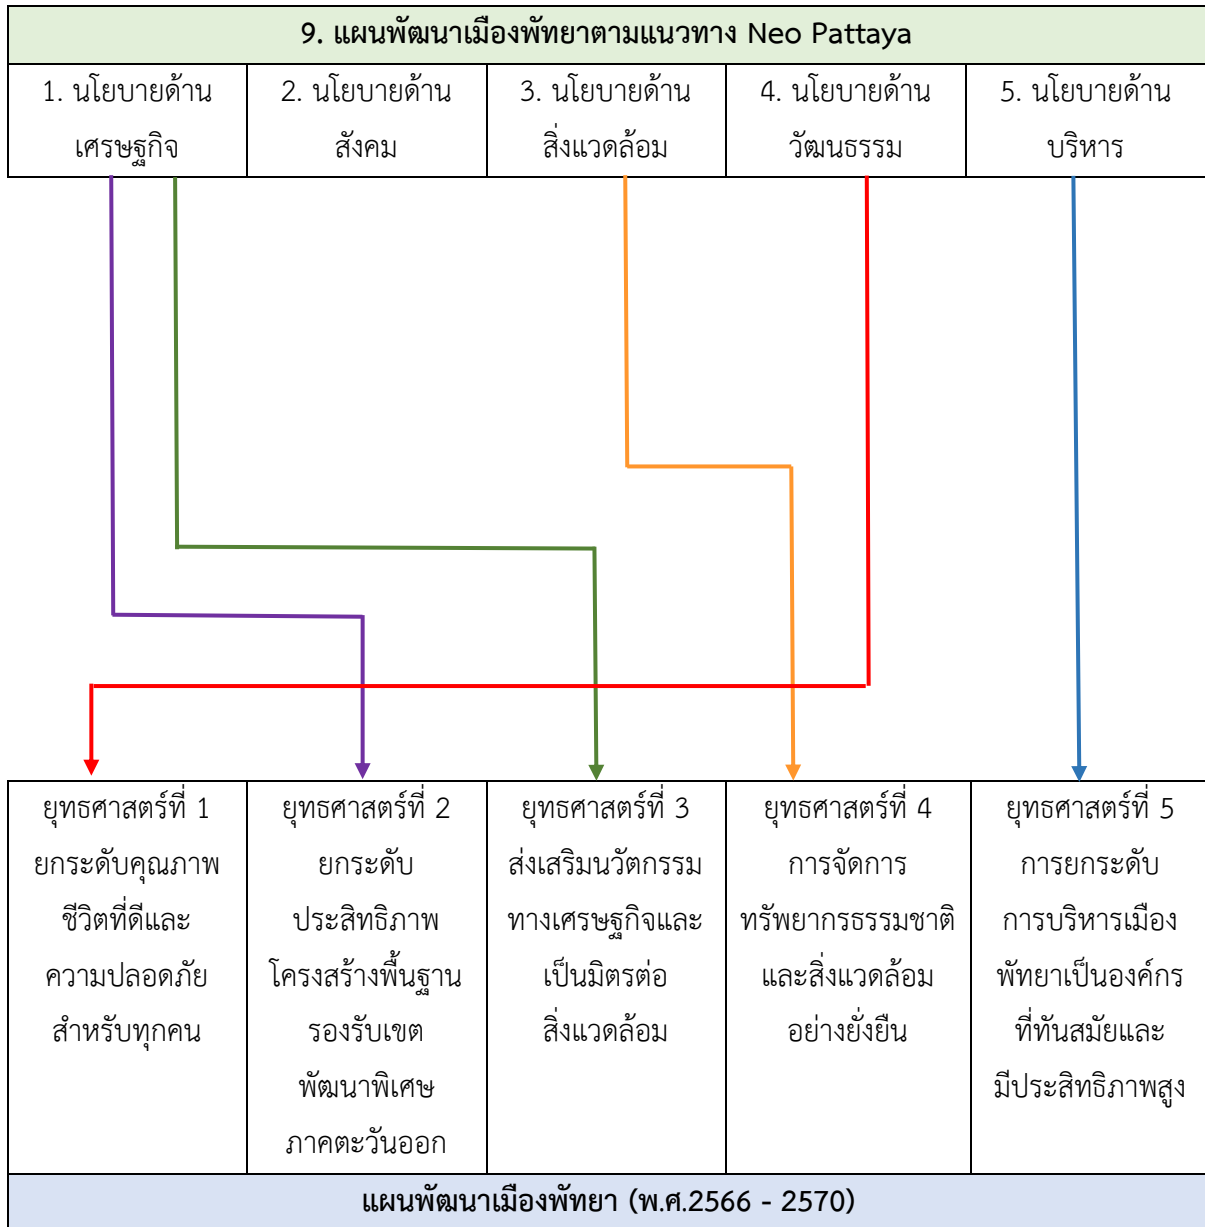 9. แผนพัฒนาเมืองพัทยาตามแนวทาง Neo Pattaya
1. นโยบายด้าน
เศรษฐกิจ
2. นโยบายด้าน
สังคม
3. นโยบายด้าน
สิ่งแวดล้อม
4. นโยบายด้าน
วัฒนธรรม
5. นโยบายด้าน
บริหาร
ยุทธศาสตร์ที่ 1
ยกระดับคุณภาพ
ชีวิตที่ดีและ
ความปลอดภัย
สำหรับทุกคน
ยุทธศาสตร์ที่ 2
ยกระดับ
ประสิทธิภาพ
โครงสร้างพื้นฐาน
รองรับเขต
พัฒนาพิเศษ
ภาคตะวันออก
ยุทธศาสตร์ที่ 3
ส่งเสริมนวัตกรรม
ทางเศรษฐกิจและ
เป็นมิตรต่อ
สิ่งแวดล้อม
ยุทธศาสตร์ที่ 4
การจัดการ
ทรัพยากรธรรมชาติ
และสิ่งแวดล้อม
อย่างยั่งยืน
ยุทธศาสตร์ที่ 5
การยกระดับ
การบริหารเมือง
พัทยาเป็นองค์กร
ที่ทันสมัยและ
มีประสิทธิภาพสูง
แผนพัฒนาเมืองพัทยา (พ.ศ.2566 - 2570)